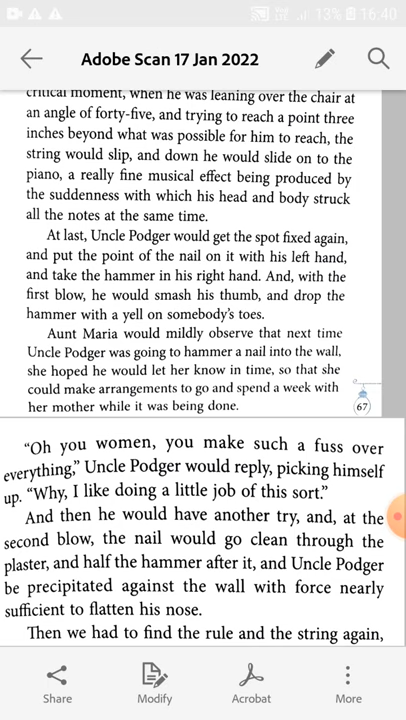 13% 16:40
Adobe Scan 17 Jan 2022
critical moment, when he was leaning over the chair at
an angle of forty-five, and trying to reach a point three
inches beyond what was possible for him to reach, the
string would slip, and down he would slide on to the
piano, a really fine musical effect being produced by
the suddenness with which his head and body struck
all the notes at the same time.
At last, Uncle Podger would get the spot fixed again,
and put the point of the nail on it with his left hand,
and take the hammer in his right hand. And, with the
first blow, he would smash his thumb, and drop the
hammer with a yell on somebody's toes.
Aunt Maria would mildly observe that next time
Uncle Podger was going to hammer a nail into the wall,
she hoped he would let her know in time, so that she
could make arrangements to go and spend a week with
her mother while it was being done.
67
“Oh you women, you make such a fuss over
everything,” Uncle Podger would reply, picking himself
up. “Why, I like doing a little job of this sort.”
And then he would have another try, and, at the
second blow, the nail would go clean through the
plaster, and half the hammer after it, and Uncle Podger
be precipitated against the wall with force nearly
sufficient to flatten his nose.
Then we had to find the rule and the string again,
Share Modify Acrobat More